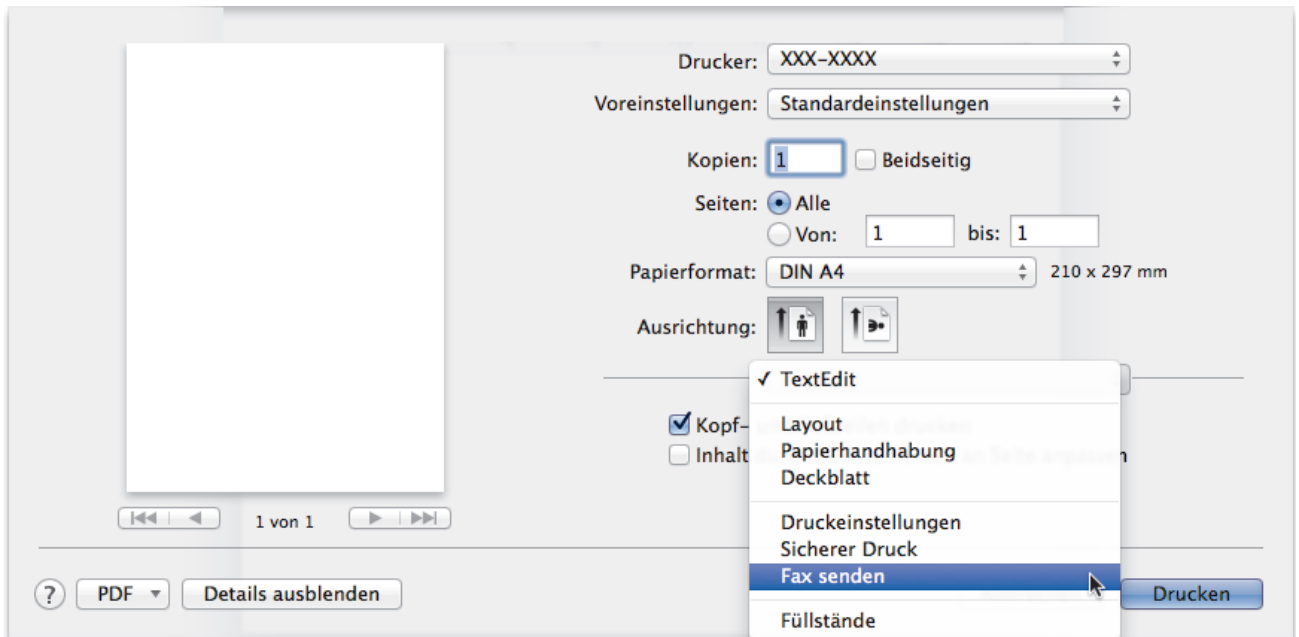 Drucker: XXX-XXXX
Voreinstellungen: Standardeinstellungen
Kopien: 1 Beidseitig
Seiten: Alle
Von: 1 bis: 1
Papierformat: DIN A4 210 x 297 mm
Ausrichtung:
✓ TextEdit
Kopf-
Inhalt
Layout
Papierhandhabung
Deckblatt
Druckeinstellungen
Sicherer Druck
Fax senden
Füllstände
1 von 1
? PDF Details ausblenden Drucken